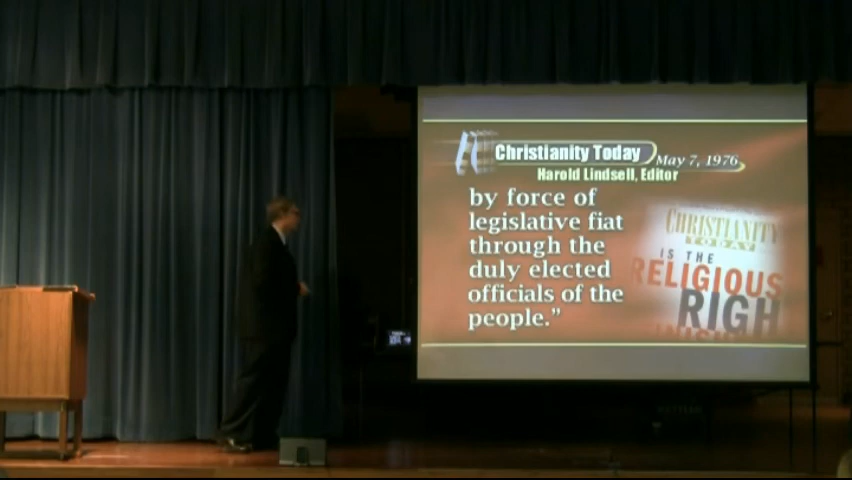 Christianity Today May 7, 1976
Harold Lindsell, Editor
by force of
legislative fiat
through the
duly elected
officials of the
people."
CHRISTIANITY
TODAY
IS THE
RELIGIOUS
RIGH